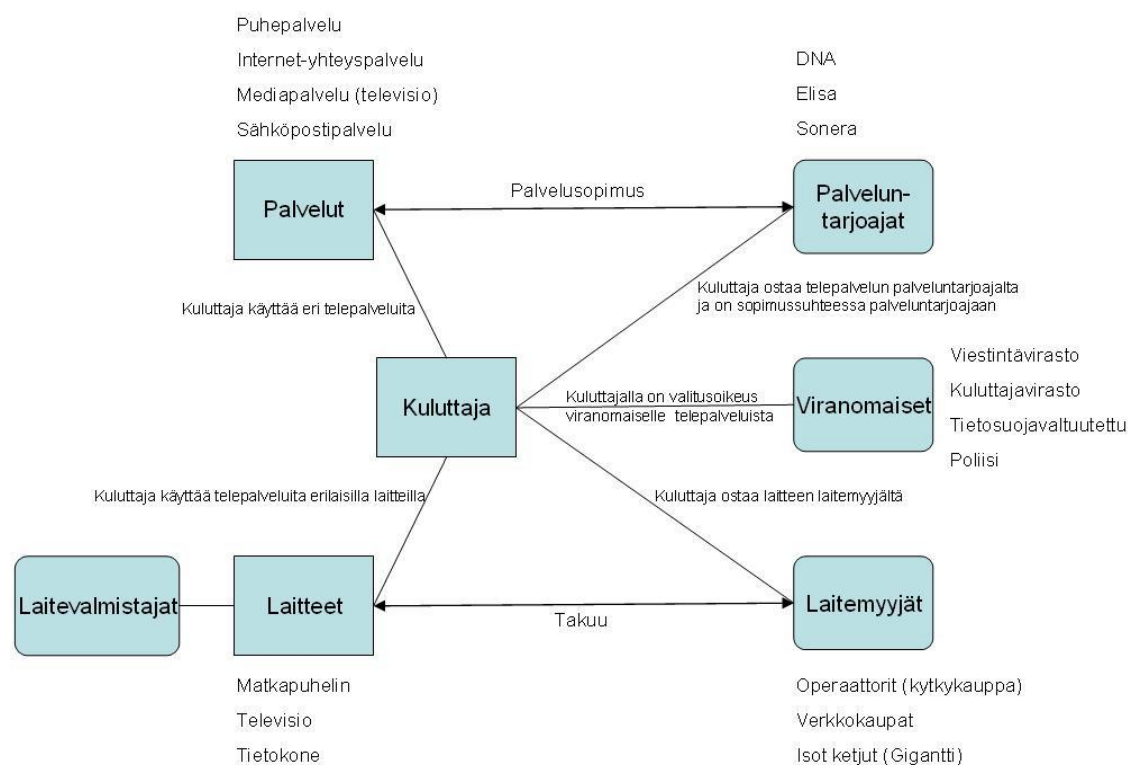 Puhepalvelu
Internet-yhteyspalvelu
Mediapalvelu (televisio)
Sähköpostipalvelu
DNA
Elisa
Sonera
Palvelut
Palvelusopimus
Palvelun-
tarjoajat
Kuluttaja käyttää eri telepalveluita
Kuluttaja ostaa telepalvelun palveluntarjoajalta
ja on sopimussuhteessa palveluntarjoajaan
Kuluttaja
Kuluttajalla on valitusoikeus
viranomaiselle telepalveluista
Viranomaiset
Viestintävirasto
Kuluttajavirasto
Tietosuojavaltuutettu
Poliisi
Kuluttaja käyttää telepalveluita erilaisilla laitteilla
Kuluttaja ostaa laitteen laitemyyjältä
Laitevalmistajat
Laitteet
Takuu
Laitemyyjät
Matkapuhelin
Televisio
Tietokone
Operaattorit (kytkykauppa)
Verkkokaupat
Isot ketjut (Gigantti)